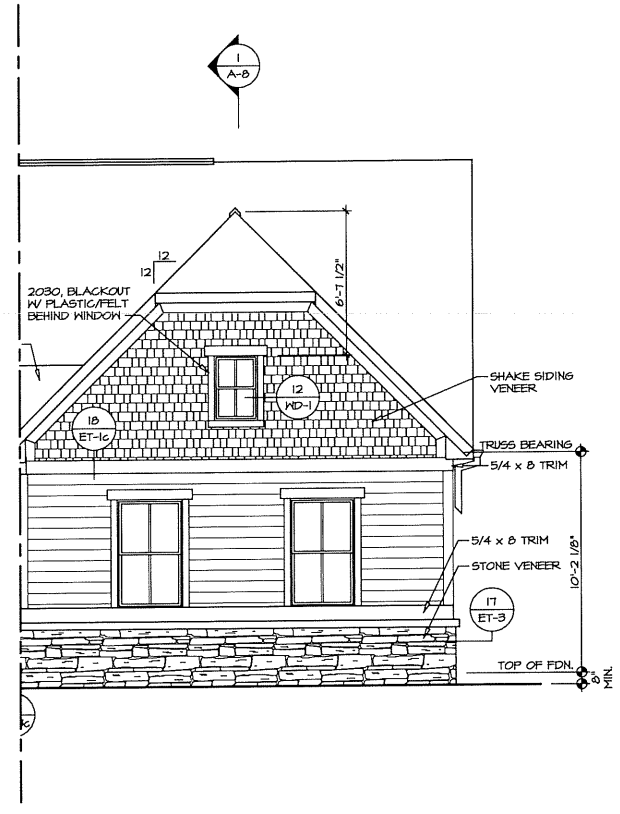 1
A-8
12
12
6'-7 1/2"
2030, BLACKOUT
W/ PLASTIC/FELT
BEHIND WINDOW
12
WD-1
SHAKE SIDING
VENEER
18
ET-1c
TRUSS BEARING
5/4 x 8 TRIM
10'-2 1/8"
5/4 x 8 TRIM
STONE VENEER
17
ET-3
TOP OF FDN.
8"
MIN.